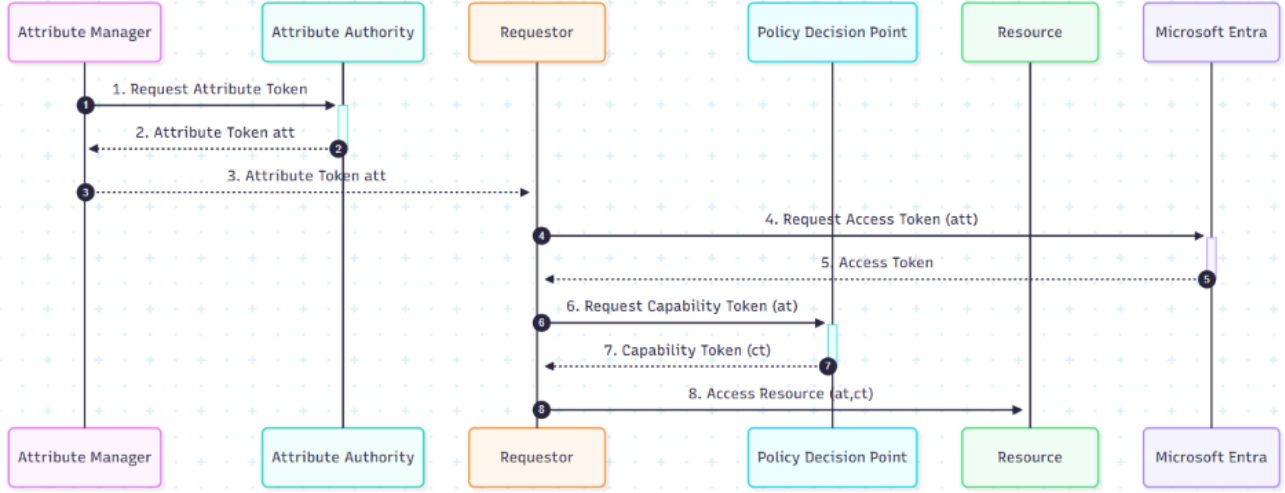 Attribute Manager
Attribute Authority
Requestor
Policy Decision Point
Resource
Microsoft Entra
1. Request Attribute Token
1
2. Attribute Token att
2
3. Attribute Token att
3
4. Request Access Token (att)
4
5. Access Token
5
6. Request Capability Token (at)
6
7. Capability Token (ct)
7
8. Access Resource (at,ct)
8
Attribute Manager
Attribute Authority
Requestor
Policy Decision Point
Resource
Microsoft Entra